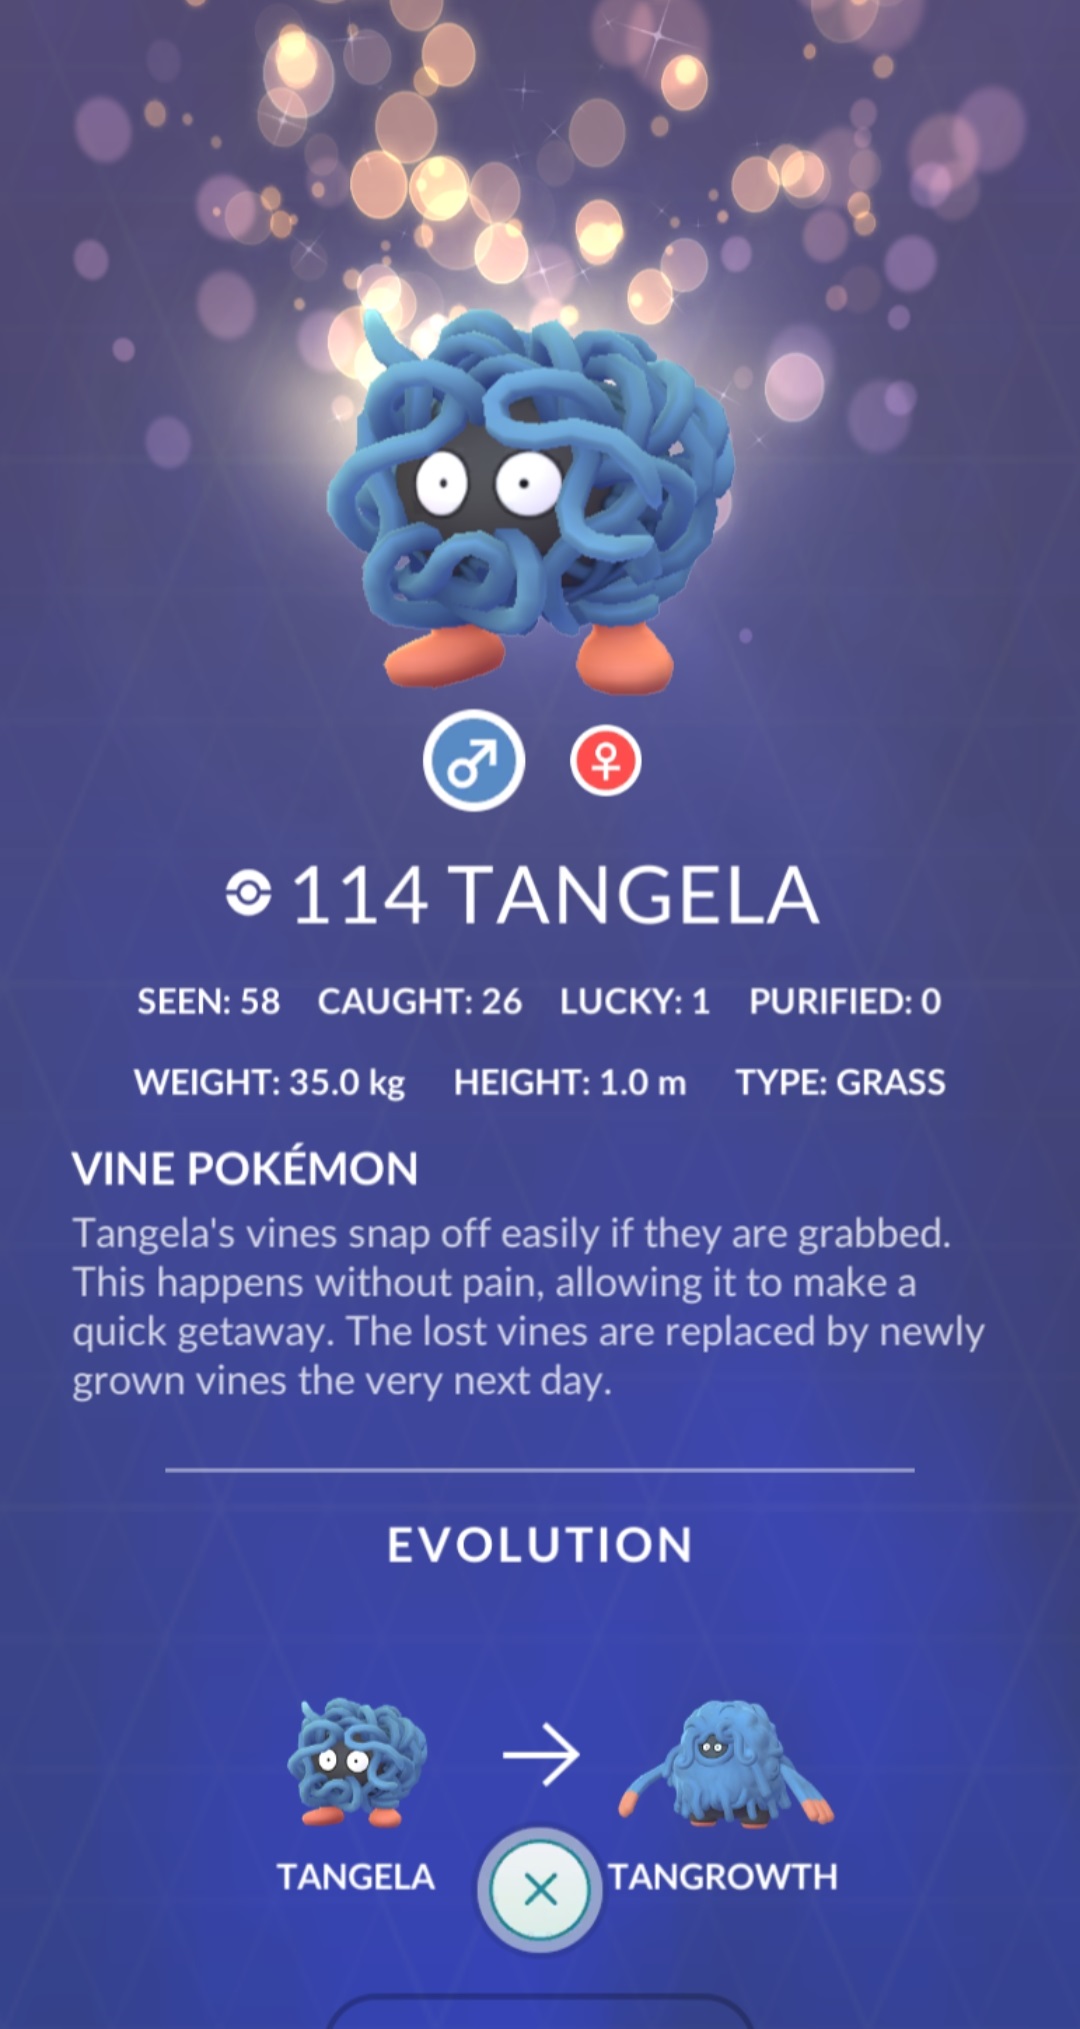 114 TANGELA
SEEN: 58 CAUGHT: 26 LUCKY: 1 PURIFIED: 0
WEIGHT: 35.0 kg HEIGHT: 1.0 m TYPE: GRASS
VINE POKÉMON
Tangela's vines snap off easily if they are grabbed.
This happens without pain, allowing it to make a
quick getaway. The lost vines are replaced by newly
grown vines the very next day.
EVOLUTION
TANGELA TANGROWTH